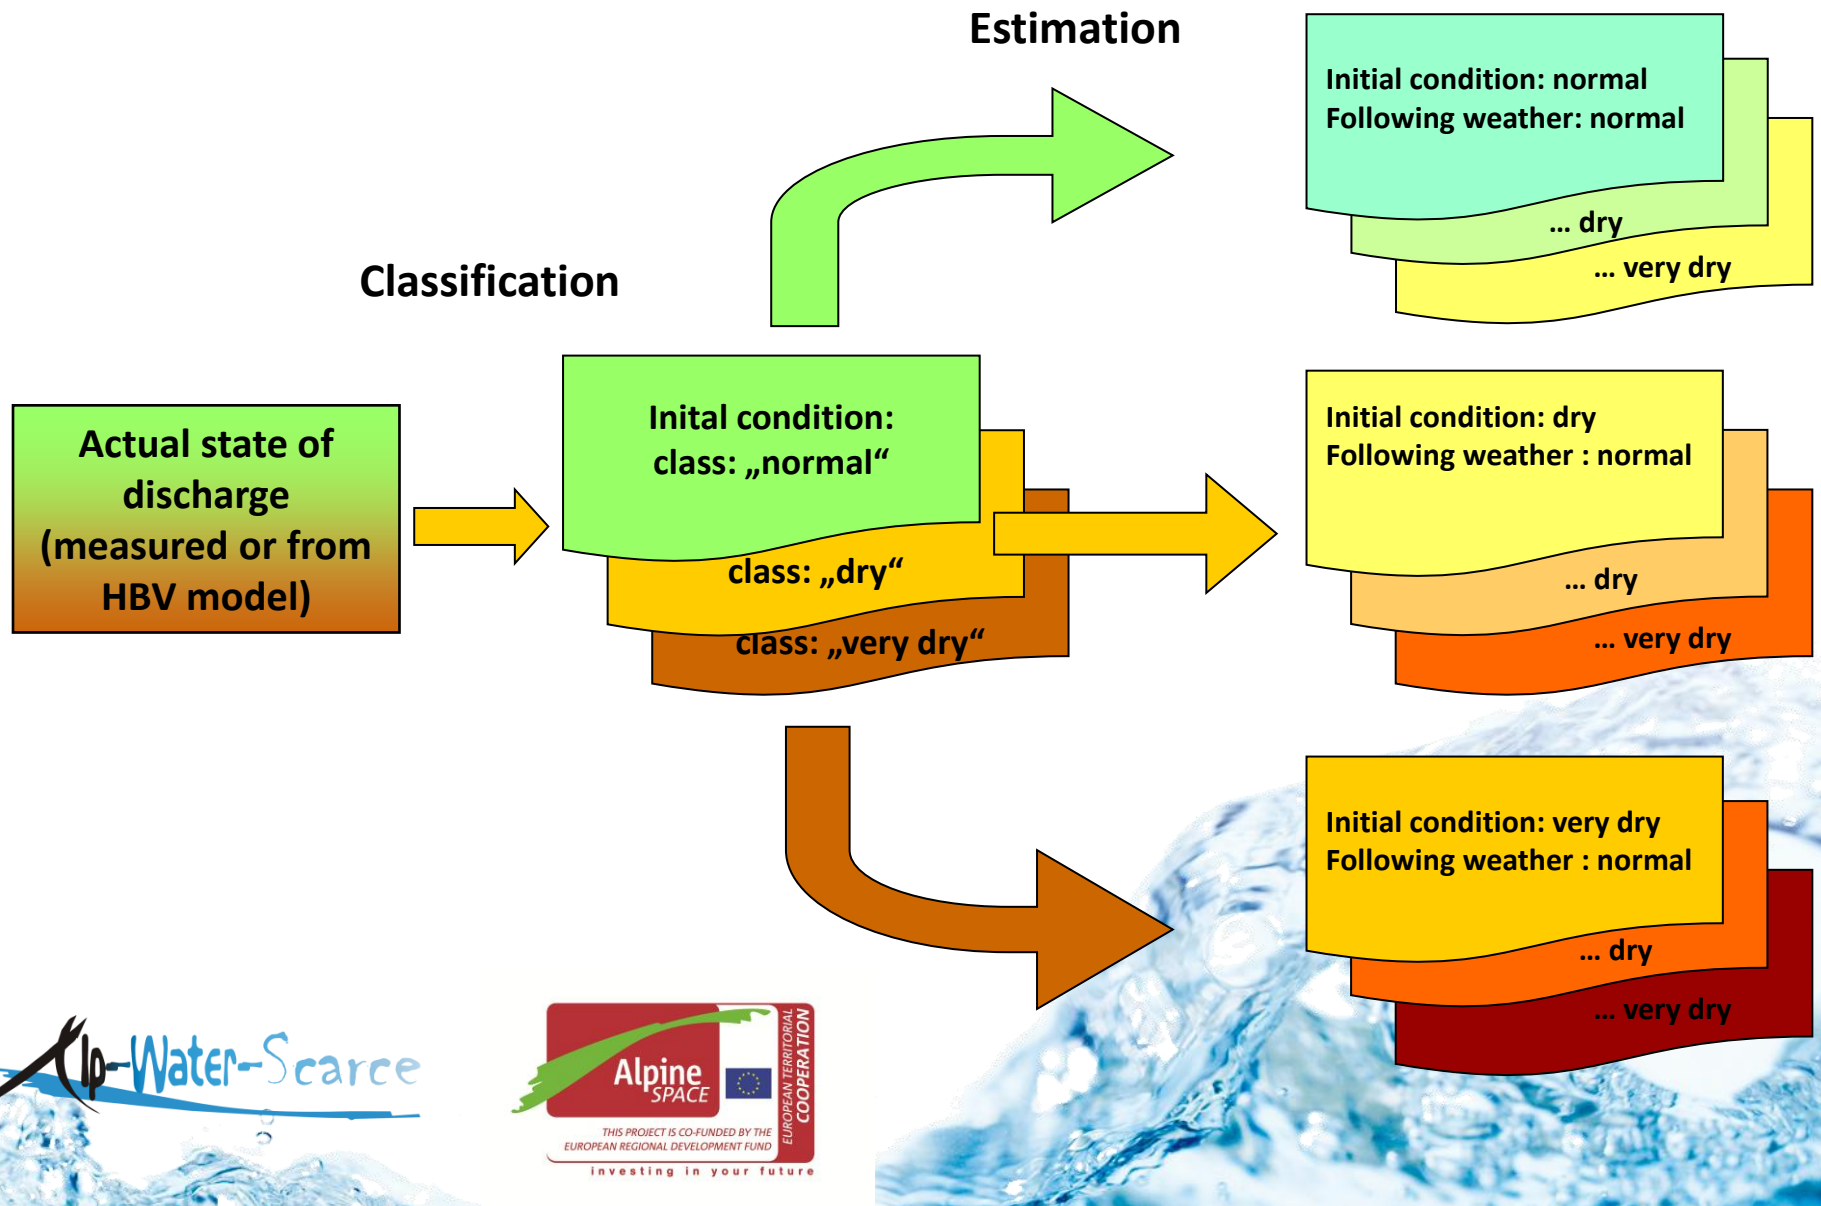 Estimation
Classification
Actual state of
discharge
(measured or from
HBV model)
Inital condition:
class: „normal“
class: „dry“
class: „very dry“
Initial condition: normal
Following weather: normal
... dry
... very dry
Initial condition: dry
Following weather : normal
... dry
... very dry
Initial condition: very dry
Following weather : normal
... dry
... very dry
Alp-Water-Scarce
Alpine
SPACE
EUROPEAN TERRITORIAL
COOPERATION
THIS PROJECT IS CO-FUNDED BY THE
EUROPEAN REGIONAL DEVELOPMENT FUND
investing in your future